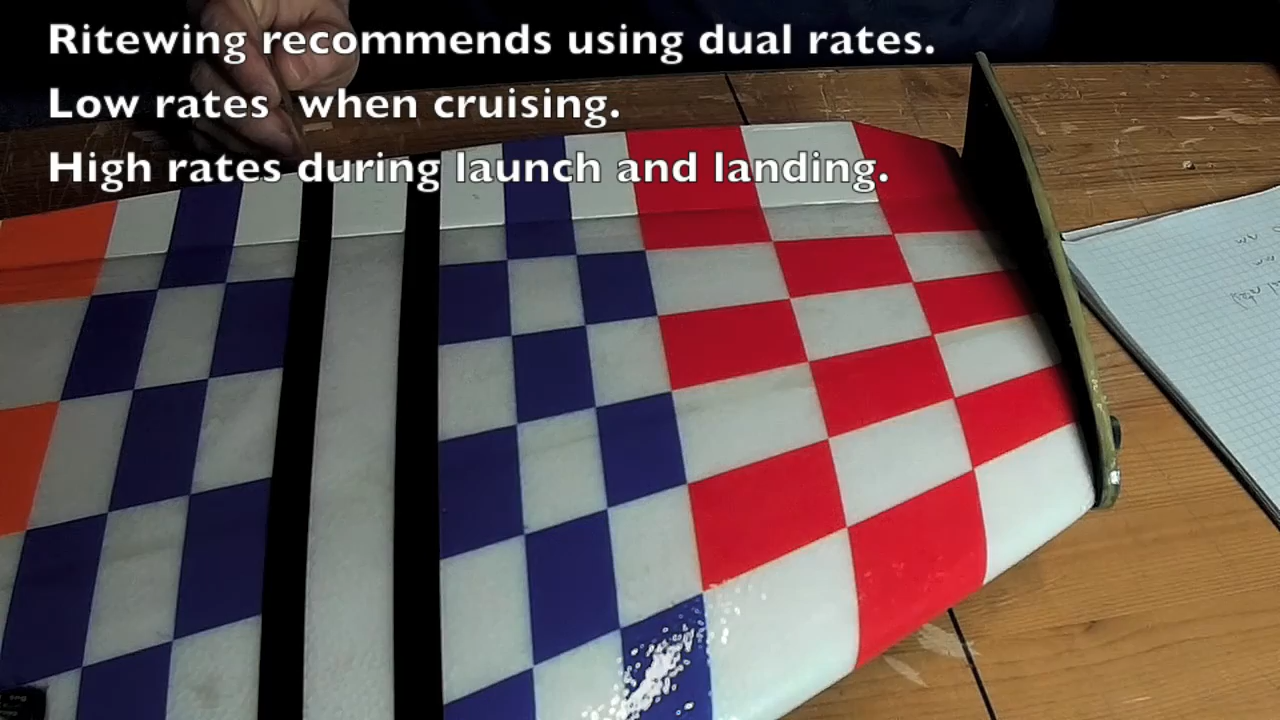 Ritewing recommends using dual rates.
Low rates when cruising.
High rates during launch and landing.